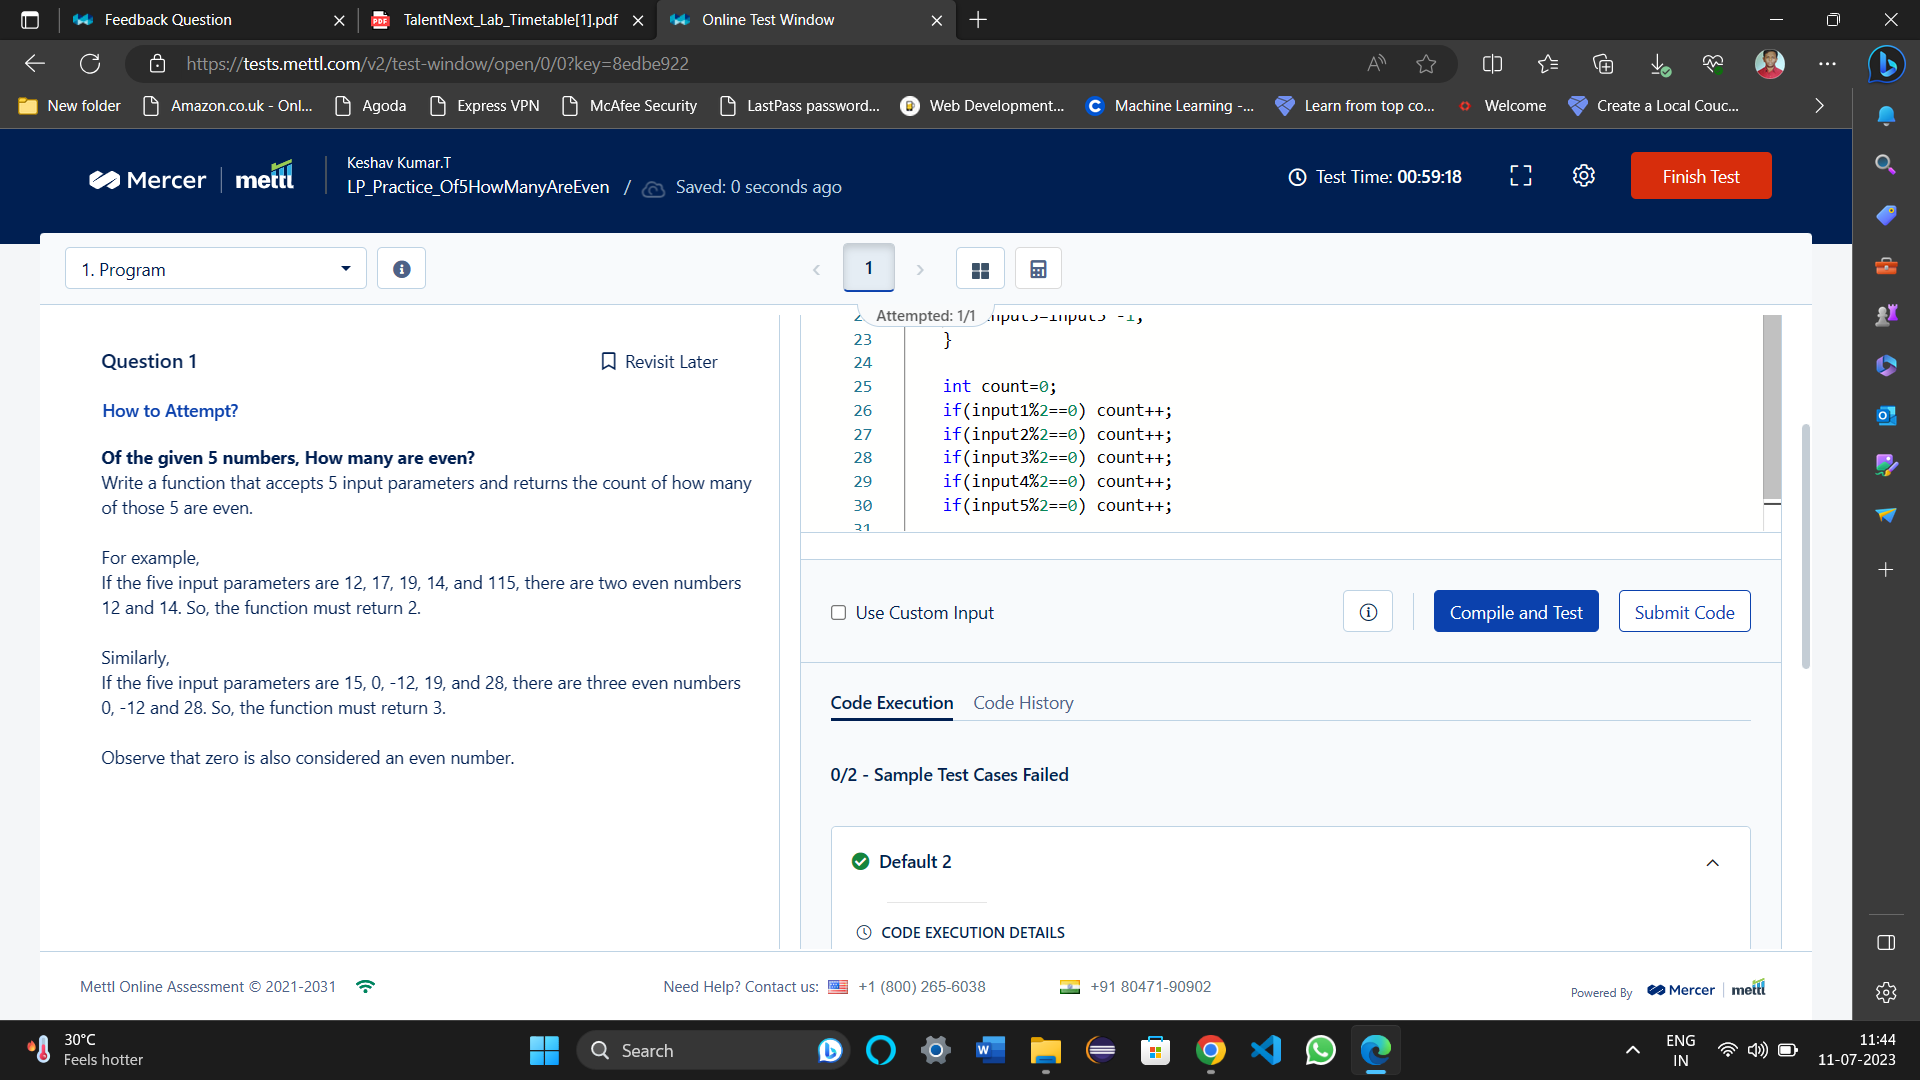 Feedback Question
TalentNext_Lab_Timetable[1].pdf
Online Test Window
https://tests.mettl.com/v2/test-window/open/0/0?key=8edbe922
New folder
Amazon.co.uk - Onl...
Agoda
Express VPN
McAfee Security
LastPass password...
Web Development...
Machine Learning -...
Learn from top co...
Welcome
Create a Local Couc...
Mercer | mettl
Keshav Kumar.T
LP_Practice_Of5HowManyAreEven / Saved: 0 seconds ago
Test Time: 00:59:18
Finish Test
1. Program
1
Attempted: 1/1
Question 1
Revisit Later
How to Attempt?
Of the given 5 numbers, How many are even?
Write a function that accepts 5 input parameters and returns the count of how many
of those 5 are even.
For example,
If the five input parameters are 12, 17, 19, 14, and 115, there are two even numbers
12 and 14. So, the function must return 2.
Similarly,
If the five input parameters are 15, 0, -12, 19, and 28, there are three even numbers
0, -12 and 28. So, the function must return 3.
Observe that zero is also considered an even number.
23 }
24
25 int count=0;
26 if(input1%2==0) count++;
27 if(input2%2==0) count++;
28 if(input3%2==0) count++;
29 if(input4%2==0) count++;
30 if(input5%2==0) count++;
31
Use Custom Input
Compile and Test
Submit Code
Code Execution
Code History
0/2 - Sample Test Cases Failed
Default 2
CODE EXECUTION DETAILS
Mettl Online Assessment © 2021-2031
Need Help? Contact us: +1 (800) 265-6038
+91 80471-90902
Powered By Mercer | mettl
30°C
Feels hotter
Search
ENG
IN
11:44
11-07-2023